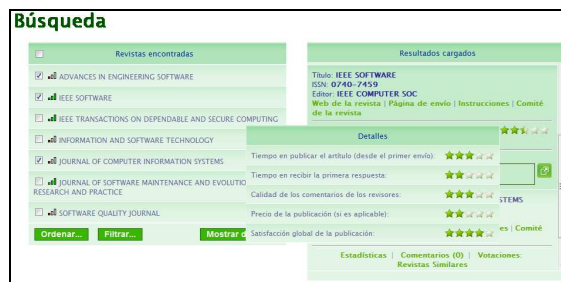 Búsqueda
Revistas encontradas
ADVANCES IN ENGINEERING SOFTWARE
IEEE SOFTWARE
IEEE TRANSACTIONS ON DEPENDABLE AND SECURE COMPUTING
INFORMATION AND SOFTWARE TECHNOLOGY
JOURNAL OF COMPUTER INFORMATION SYSTEMS
JOURNAL OF SOFTWARE MAINTENANCE AND EVOLUTIO
RESEARCH AND PRACTICE
SOFTWARE QUALITY JOURNAL
Ordenar... Filtrar... Mostrar d
Resultados cargados
Título: IEEE SOFTWARE
ISSN: 0740-7459
Editor: IEEE COMPUTER SOC
Web de la revista | Página de envío | Instrucciones | Comité
de la revista
STEMS
es | Comité
Detalles
Tiempo en publicar el artítulo (desde el primer envío):
Tiempo en recibir la primera respuesta:
Calidad de los comentarios de los revisores:
Precio de la publicación (si es aplicable):
Satisfacción global de la publicación:
Estadísticas | Comentarios (0) | Votaciones:
Revistas Similares